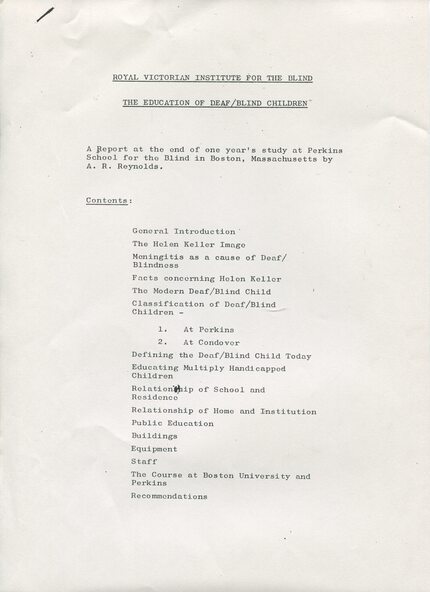 ROYAL VICTORIAN INSTITUTE FOR THE BLIND
THE EDUCATION OF DEAF/BLIND CHILDREN
A Report at the end of one year's study at Perkins
School for the Blind in Boston, Massachusetts by
A. R. Reynolds.
Contents:
General Introduction
The Helen Keller Image
Meningitis as a cause of Deaf/
Blindness
Facts concerning Helen Keller
The Modern Deaf/Blind Child
Classification of Deaf/Blind
Children -
1. At Perkins
2. At Condover
Defining the Deaf/Blind Child Today
Educating Multiply Handicapped
Children
Relationship of School and
Residence
Relationship of Home and Institution
Public Education
Buildings
Equipment
Staff
The Course at Boston University and
Perkins
Recommendations